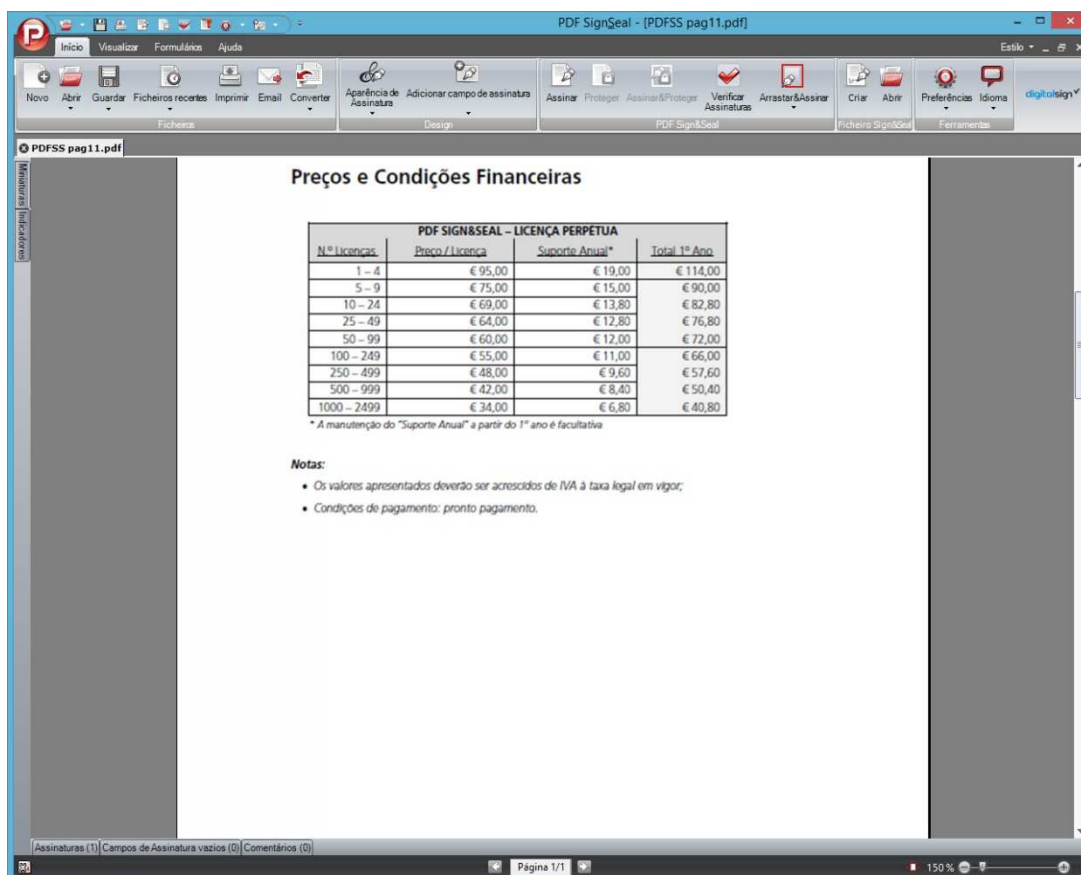 PDF SignSeal - [PDFSS pag11.pdf]
Início Visualizar Formulários Ajuda Estilo
Novo Abrir Guardar Ficheiros recentes Imprimir Email Converter Aparência de Assinatura Adicionar campo de assinatura Assinar Proteger Assinar&Proteger Verificar Assinaturas Arrastar&Assinar Criar Abrir Preferências Idioma digitalsign
Ficheiros Design PDF Sign&Seal Ficheiro Sign&Seal Ferramentas
PDFSS pag11.pdf
Miniaturas
Indicadores
Preços e Condições Financeiras
PDF SIGN&SEAL – LICENÇA PERPÉTUA
N.º Licenças Preço / Licença Suporte Anual* Total 1º Ano
1 – 4 € 95,00 € 19,00 € 114,00
5 – 9 € 75,00 € 15,00 € 90,00
10 – 24 € 69,00 € 13,80 € 82,80
25 – 49 € 64,00 € 12,80 € 76,80
50 – 99 € 60,00 € 12,00 € 72,00
100 – 249 € 55,00 € 11,00 € 66,00
250 – 499 € 48,00 € 9,60 € 57,60
500 – 999 € 42,00 € 8,40 € 50,40
1000 – 2499 € 34,00 € 6,80 € 40,80
* A manutenção do "Suporte Anual" a partir do 1º ano é facultativa
Notas:
• Os valores apresentados deverão ser acrescidos de IVA à taxa legal em vigor;
• Condições de pagamento: pronto pagamento.
Assinaturas (1) Campos de Assinatura vazios (0) Comentários (0)
Página 1/1 150 %